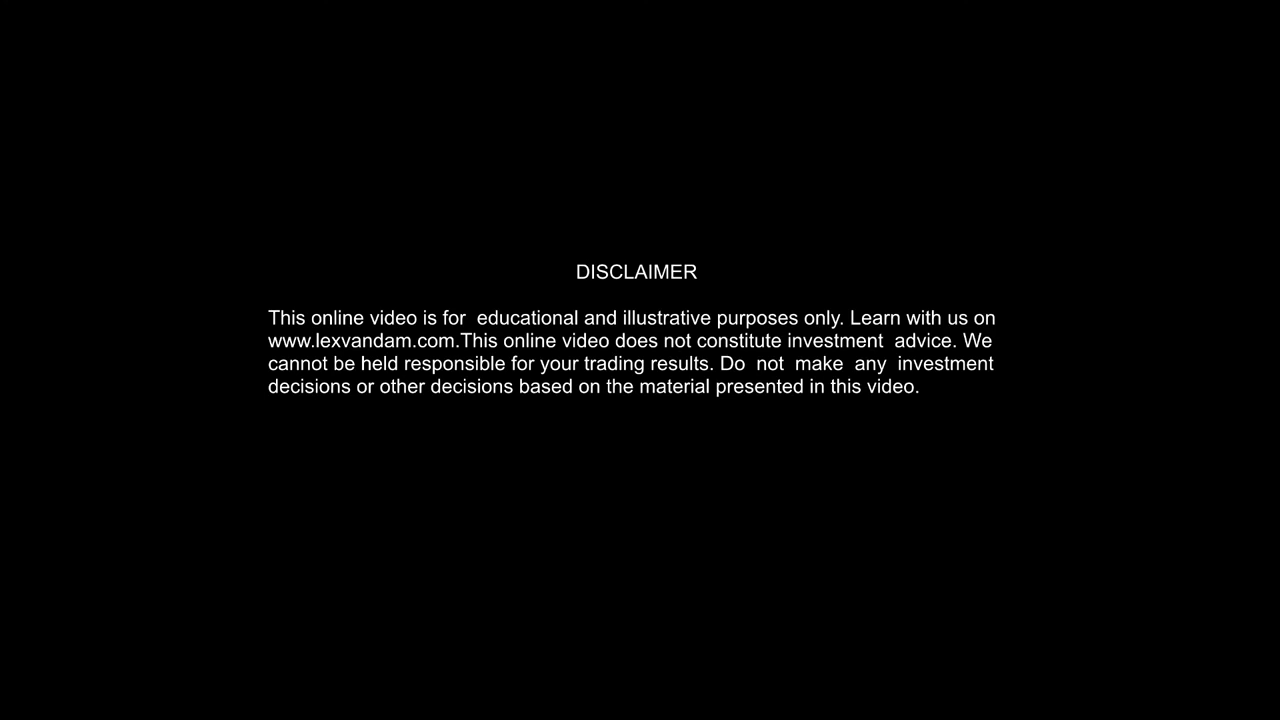 DISCLAIMER
This online video is for  educational and illustrative purposes only. Learn with us on
www.lexvandam.com.This online video does not constitute investment  advice. We
cannot be held responsible for your trading results. Do  not  make  any  investment
decisions or other decisions based on the material presented in this video.